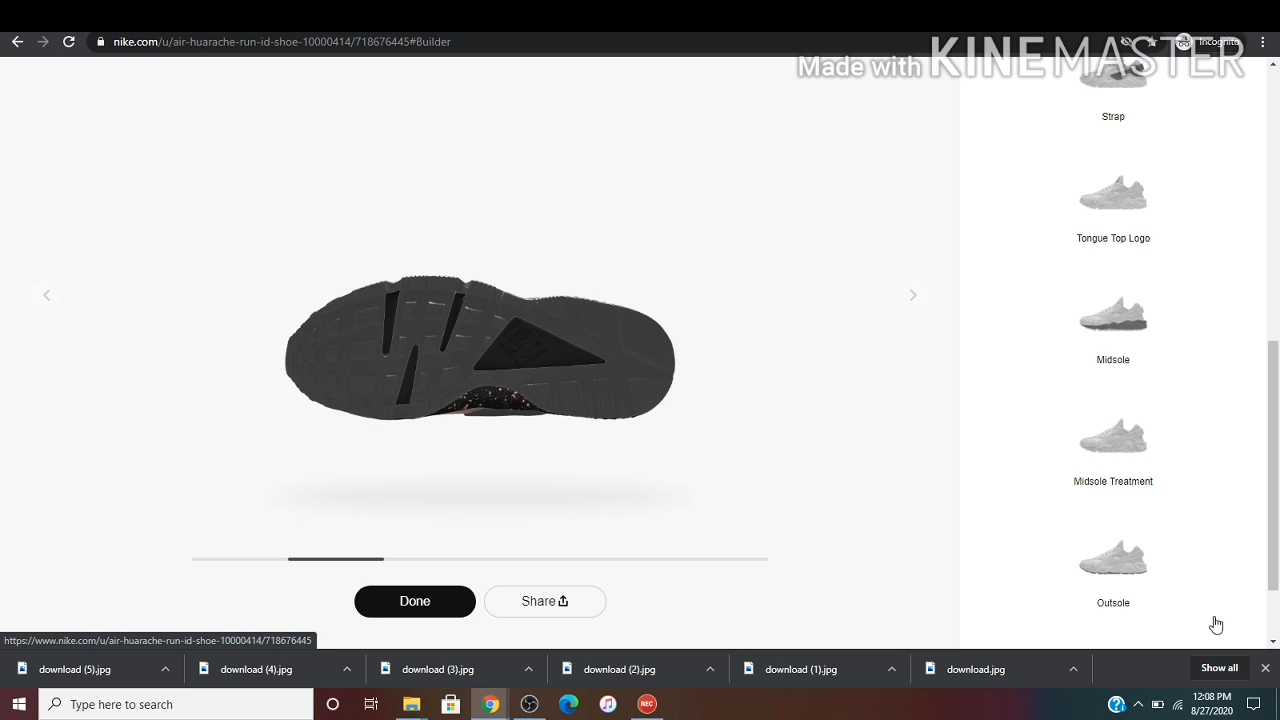 nike.com/u/air-huarache-run-id-shoe-10000414/718676445#Builder
Incognito
Made with KINEMASTER
Strap
Tongue Top Logo
Midsole
Midsole Treatment
Outsole
Done
Share
https://www.nike.com/u/air-huarache-run-id-shoe-10000414/718676445
download (5).jpg
download (4).jpg
download (3).jpg
download (2).jpg
download (1).jpg
download.jpg
Show all
Type here to search
REC
12:08 PM
8/27/2020